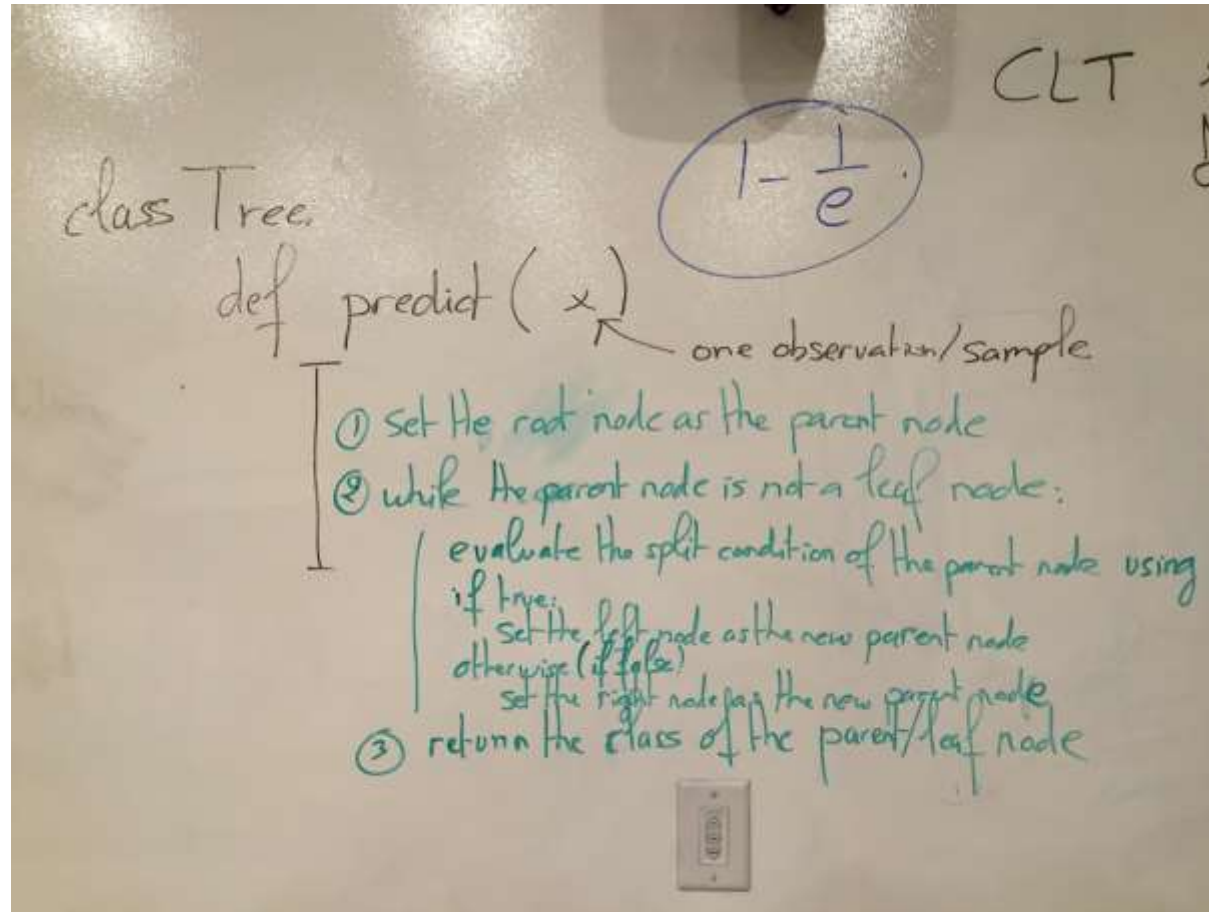 CLT
1 - 1/e.
class Tree:
def predict ( x )
one observation/sample
① set the root node as the parent node
② while the parent node is not a leaf node:
evaluate the split condition of the parent node using
if true:
set the left node as the new parent node
otherwise (if false)
set the right node as the new parent node
③ return the class of the parent/leaf node